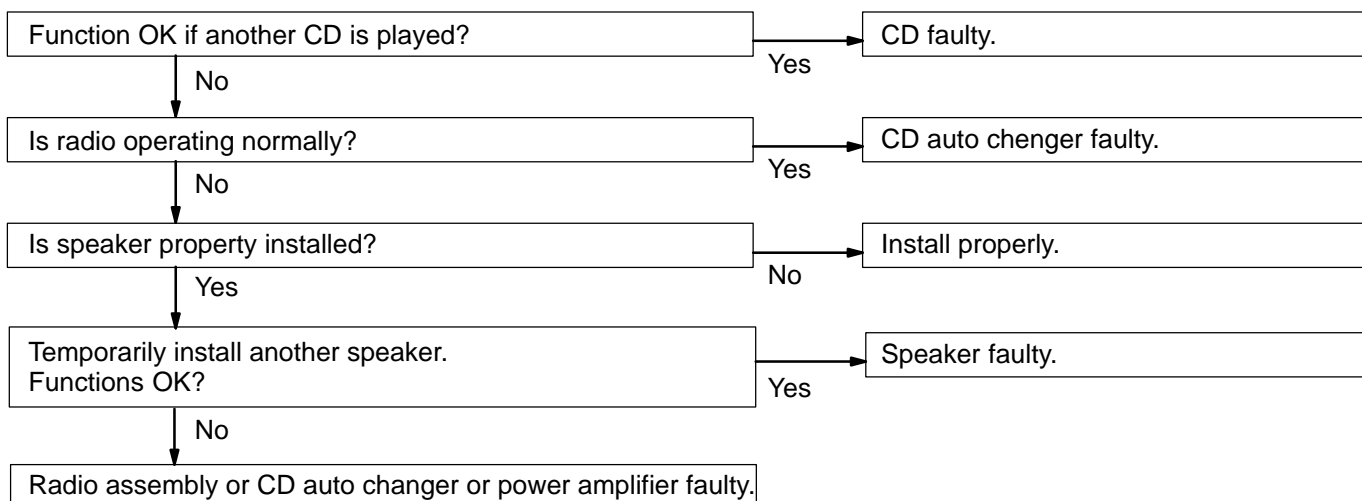 Function OK if another CD is played?
Yes
CD faulty.
No
Is radio operating normally?
Yes
CD auto chenger faulty.
No
Is speaker property installed?
No
Install properly.
Yes
Temporarily install another speaker.
Functions OK?
Yes
Speaker faulty.
No
Radio assembly or CD auto changer or power amplifier faulty.